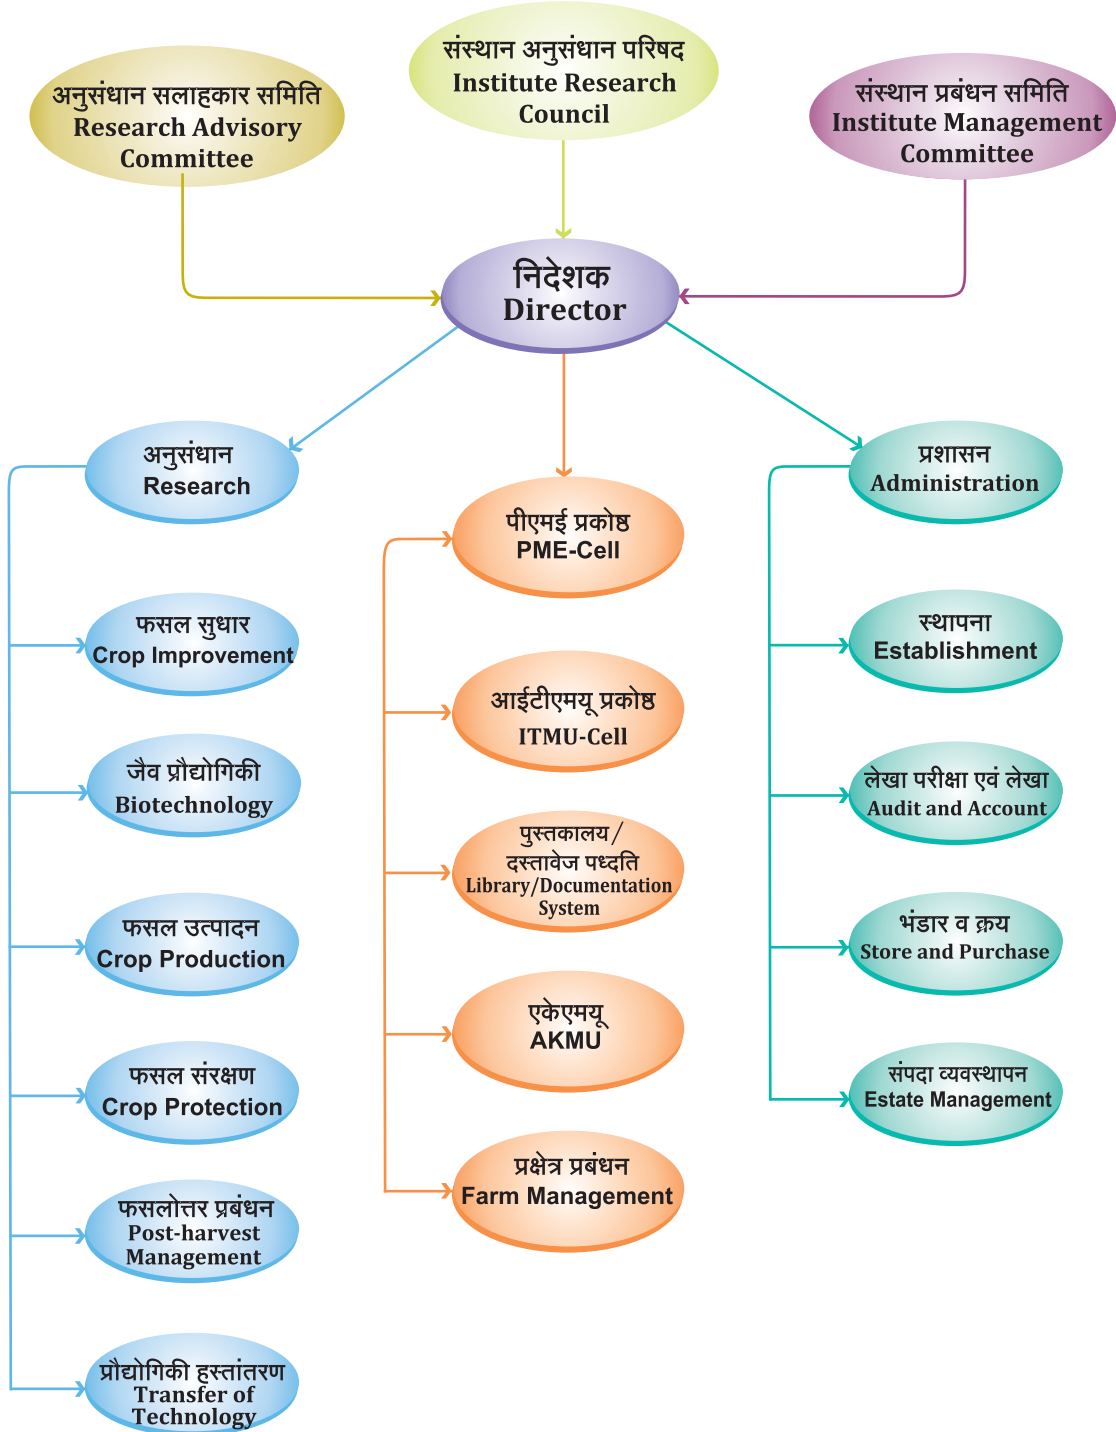 अनुसंधान सलाहकार समिति
Research Advisory
Committee
संस्थान अनुसंधान परिषद
Institute Research
Council
संस्थान प्रबंधन समिति
Institute Management
Committee
निदेशक
Director
अनुसंधान
Research
फसल सुधार
Crop Improvement
जैव प्रौद्योगिकी
Biotechnology
फसल उत्पादन
Crop Production
फसल संरक्षण
Crop Protection
फसलोत्तर प्रबंधन
Post-harvest
Management
प्रौद्योगिकी हस्तांतरण
Transfer of
Technology
पीएमई प्रकोष्ठ
PME-Cell
आईटीएमयू प्रकोष्ठ
ITMU-Cell
पुस्तकालय/
दस्तावेज पध्दति
Library/Documentation
System
एकेएमयू
AKMU
प्रक्षेत्र प्रबंधन
Farm Management
प्रशासन
Administration
स्थापना
Establishment
लेखा परीक्षा एवं लेखा
Audit and Account
भंडार व क्रय
Store and Purchase
संपदा व्यवस्थापन
Estate Management